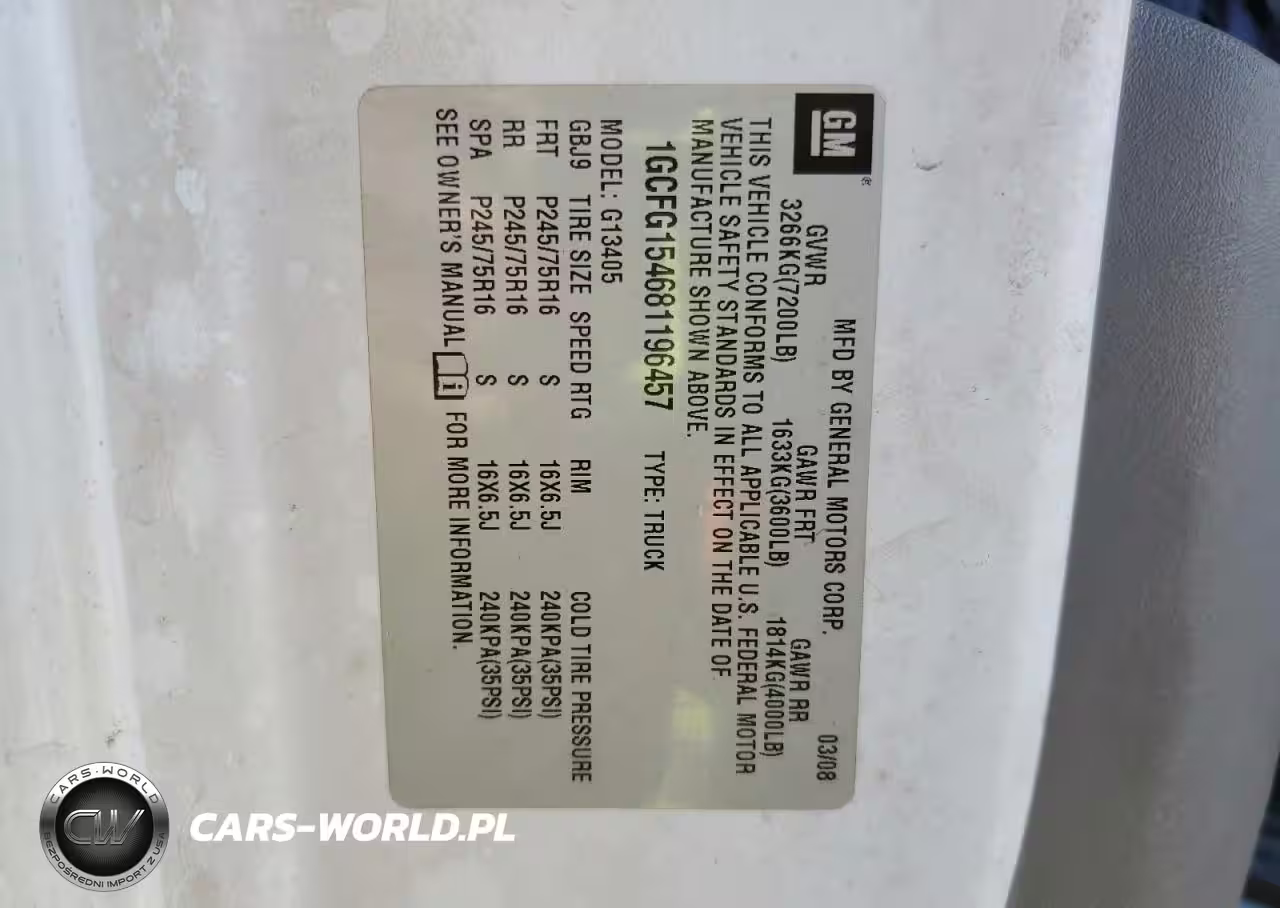 GM®
MFD BY GENERAL MOTORS CORP. 03/08
GVWR GAWR FRT GAWR RR
3266KG(7200LB) 1633KG(3600LB) 1814KG(4000LB)
THIS VEHICLE CONFORMS TO ALL APPLICABLE U.S. FEDERAL MOTOR
VEHICLE SAFETY STANDARDS IN EFFECT ON THE DATE OF
MANUFACTURE SHOWN ABOVE.
1GCFG154681196457 TYPE: TRUCK
MODEL: G13405
GBJ9 TIRE SIZE SPEED RTG RIM COLD TIRE PRESSURE
FRT P245/75R16 S 16X6.5J 240KPA(35PSI)
RR P245/75R16 S 16X6.5J 240KPA(35PSI)
SPA P245/75R16 S 16X6.5J 240KPA(35PSI)
SEE OWNER'S MANUAL i FOR MORE INFORMATION.
CARS-WORLD
CW
BEZPOŚREDNI IMPORT Z USA
CARS-WORLD.PL